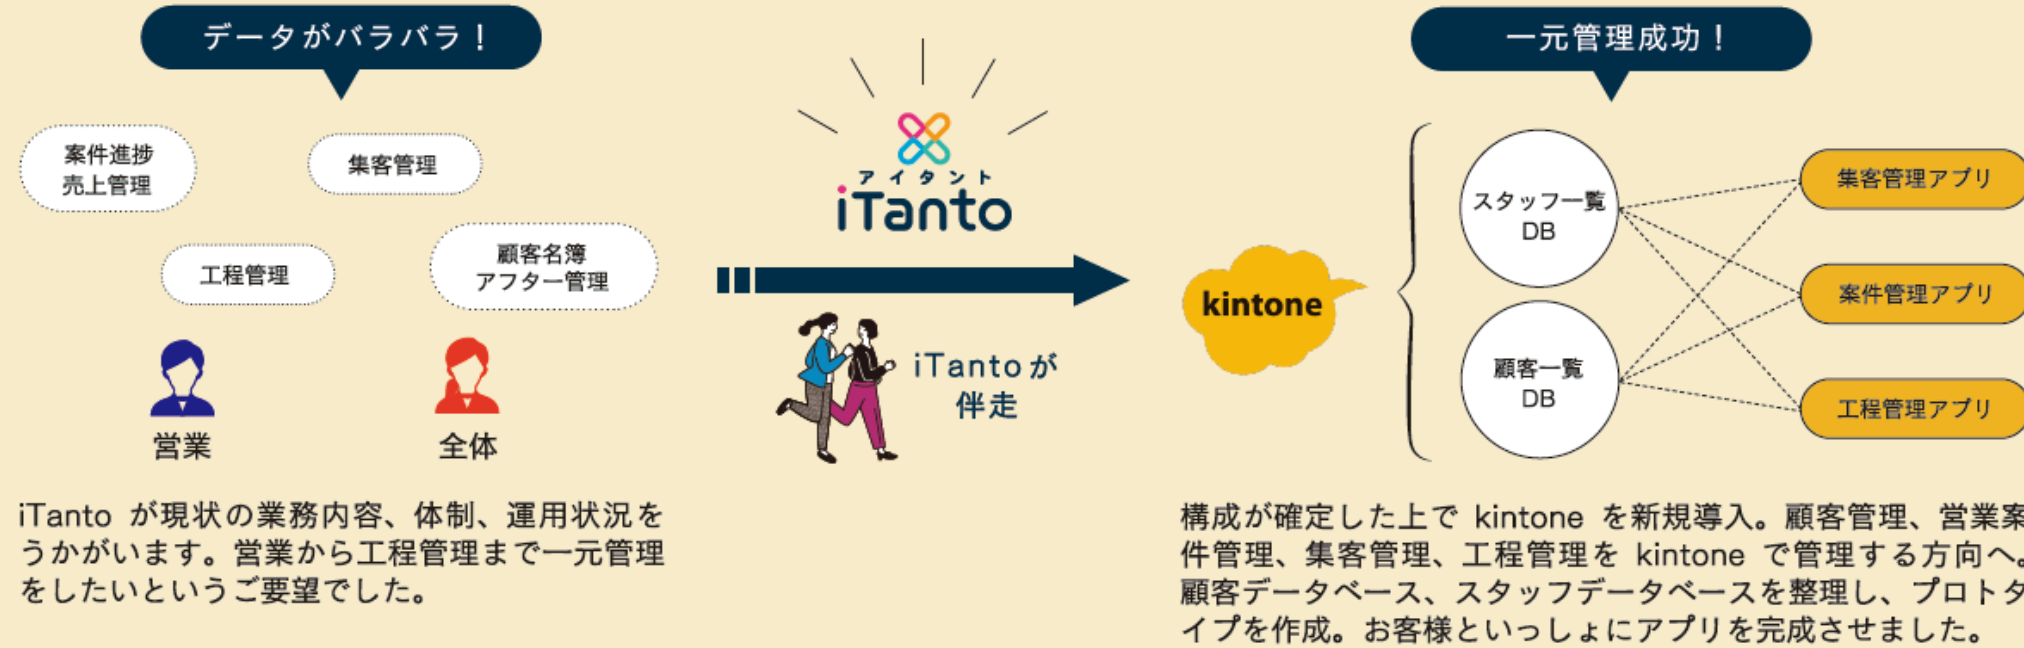 データがバラバラ！
案件進捗
売上管理
集客管理
工程管理
顧客名簿
アフター管理
営業
全体
iTanto が現状の業務内容、体制、運用状況を
うかがいます。営業から工程管理まで一元管理
をしたいというご要望でした。
アイタント
iTanto
iTantoが
伴走
一元管理成功！
kintone
スタッフ一覧
DB
顧客一覧
DB
集客管理アプリ
案件管理アプリ
工程管理アプリ
構成が確定した上で kintone を新規導入。顧客管理、営業案
件管理、集客管理、工程管理を kintone で管理する方向へ。
顧客データベース、スタッフデータベースを整理し、プロトタ
イプを作成。お客様といっしょにアプリを完成させました。